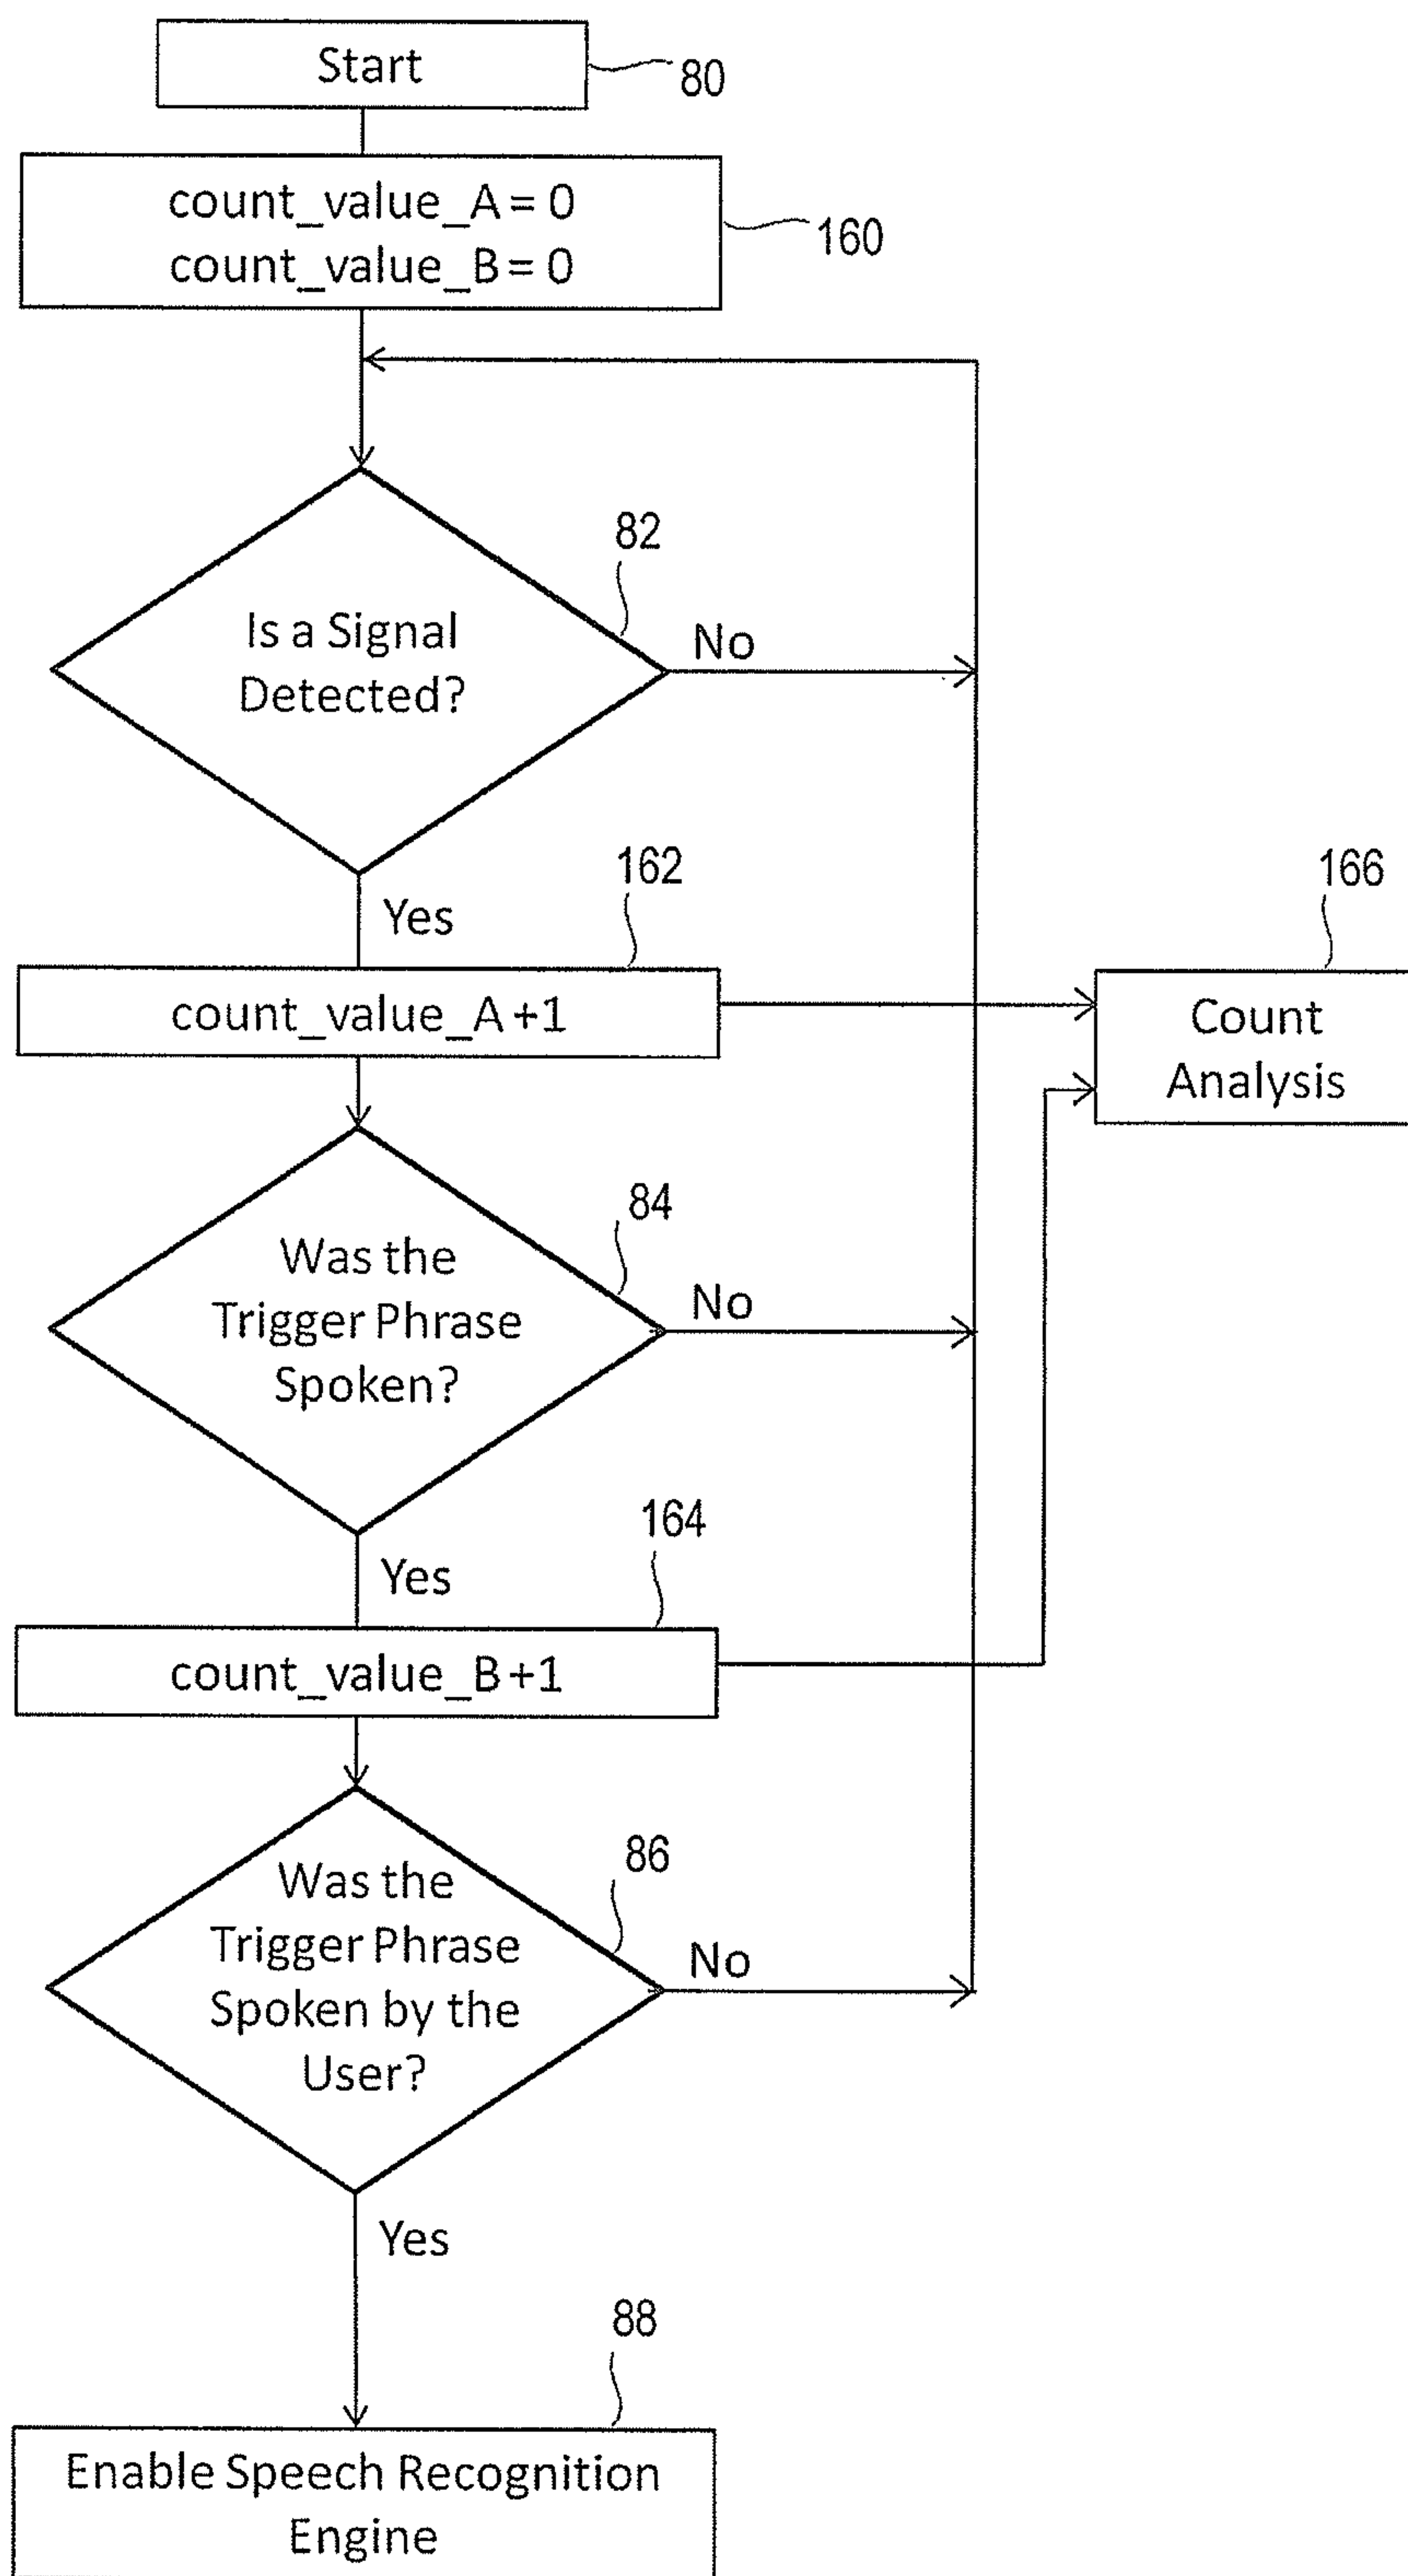 Start
80
count_value_A = 0
count_value_B = 0
160
82
Is a Signal
Detected?
No
Yes
162
166
count_value_A +1
Count
Analysis
84
Was the
Trigger Phrase
Spoken?
No
Yes
164
count_value_B +1
86
Was the
Trigger Phrase
Spoken by the
User?
No
Yes
88
Enable Speech Recognition
Engine